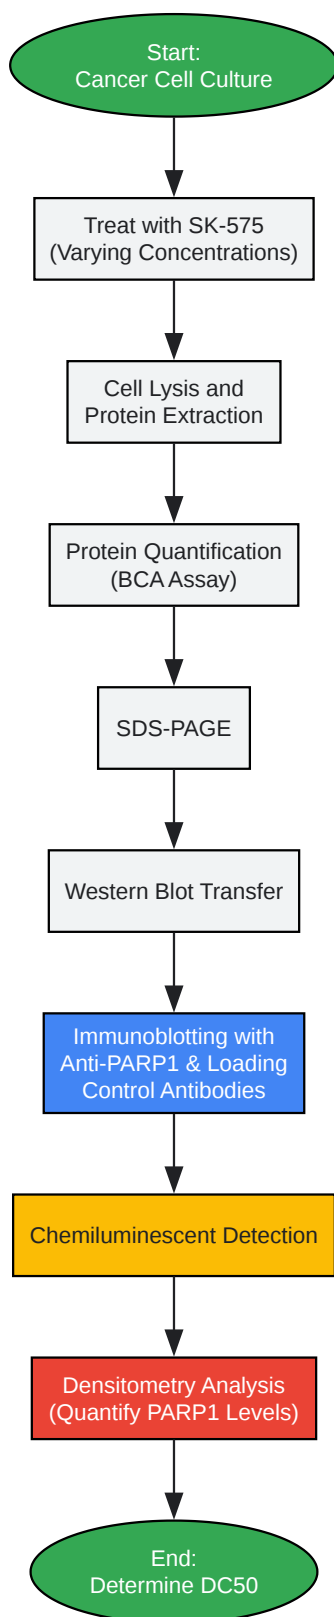 Start:
Cancer Cell Culture
Treat with SK-575
(Varying Concentrations)
Cell Lysis and
Protein Extraction
Protein Quantification
(BCA Assay)
SDS-PAGE
Western Blot Transfer
Immunoblotting with
Anti-PARP1 & Loading
Control Antibodies
Chemiluminescent Detection
Densitometry Analysis
(Quantify PARP1 Levels)
End:
Determine DC50